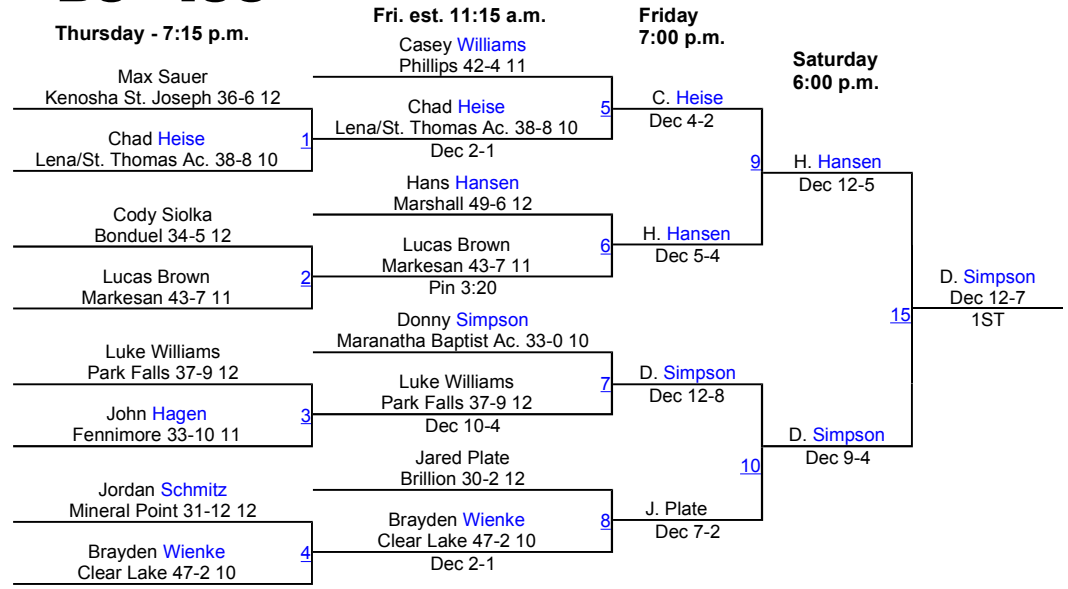 Thursday - 7:15 p.m.
Max Sauer
Kenosha St. Joseph 36-6 12
Chad Heise
Lena/St. Thomas Ac. 38-8 10
1
Cody Siolka
Bonduel 34-5 12
Lucas Brown
Markesan 43-7 11
2
Luke Williams
Park Falls 37-9 12
John Hagen
Fennimore 33-10 11
3
Jordan Schmitz
Mineral Point 31-12 12
Brayden Wienke
Clear Lake 47-2 10
4
Fri. est. 11:15 a.m.
Casey Williams
Phillips 42-4 11
Chad Heise
Lena/St. Thomas Ac. 38-8 10
Dec 2-1
5
Hans Hansen
Marshall 49-6 12
Lucas Brown
Markesan 43-7 11
Pin 3:20
6
Donny Simpson
Maranatha Baptist Ac. 33-0 10
Luke Williams
Park Falls 37-9 12
Dec 10-4
7
Jared Plate
Brillion 30-2 12
Brayden Wienke
Clear Lake 47-2 10
Dec 2-1
8
Friday
7:00 p.m.
C. Heise
Dec 4-2
9
H. Hansen
Dec 5-4
D. Simpson
Dec 12-8
10
J. Plate
Dec 7-2
Saturday
6:00 p.m.
H. Hansen
Dec 12-5
15
D. Simpson
Dec 9-4
D. Simpson
Dec 12-7
1ST